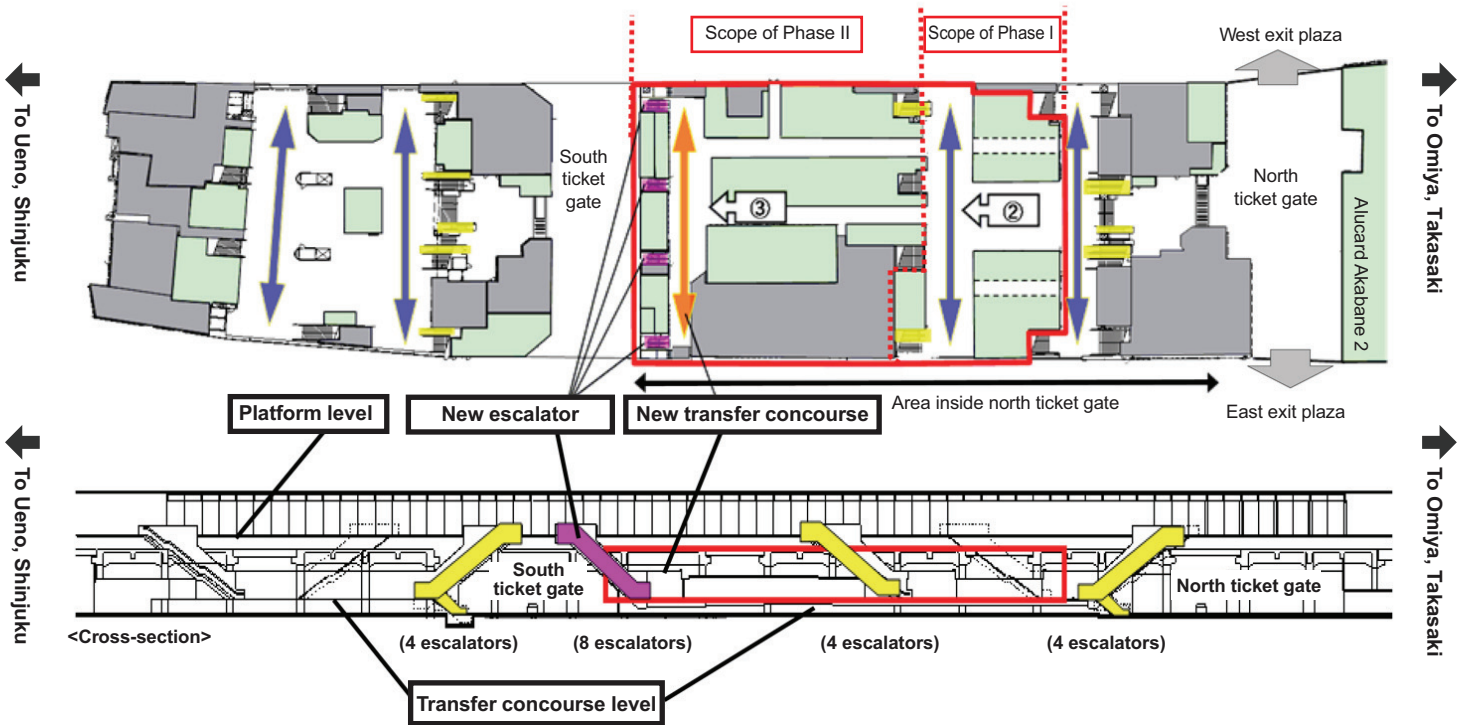 Scope of Phase II
Scope of Phase I
West exit plaza
To Ueno, Shinjuku
To Omiya, Takasaki
South
ticket
gate
③
②
North
ticket gate
Alucard Akabane 2
Area inside north ticket gate
East exit plaza
Platform level
New escalator
New transfer concourse
To Ueno, Shinjuku
To Omiya, Takasaki
South
ticket gate
North ticket gate
<Cross-section>
(4 escalators)
(8 escalators)
(4 escalators)
(4 escalators)
Transfer concourse level